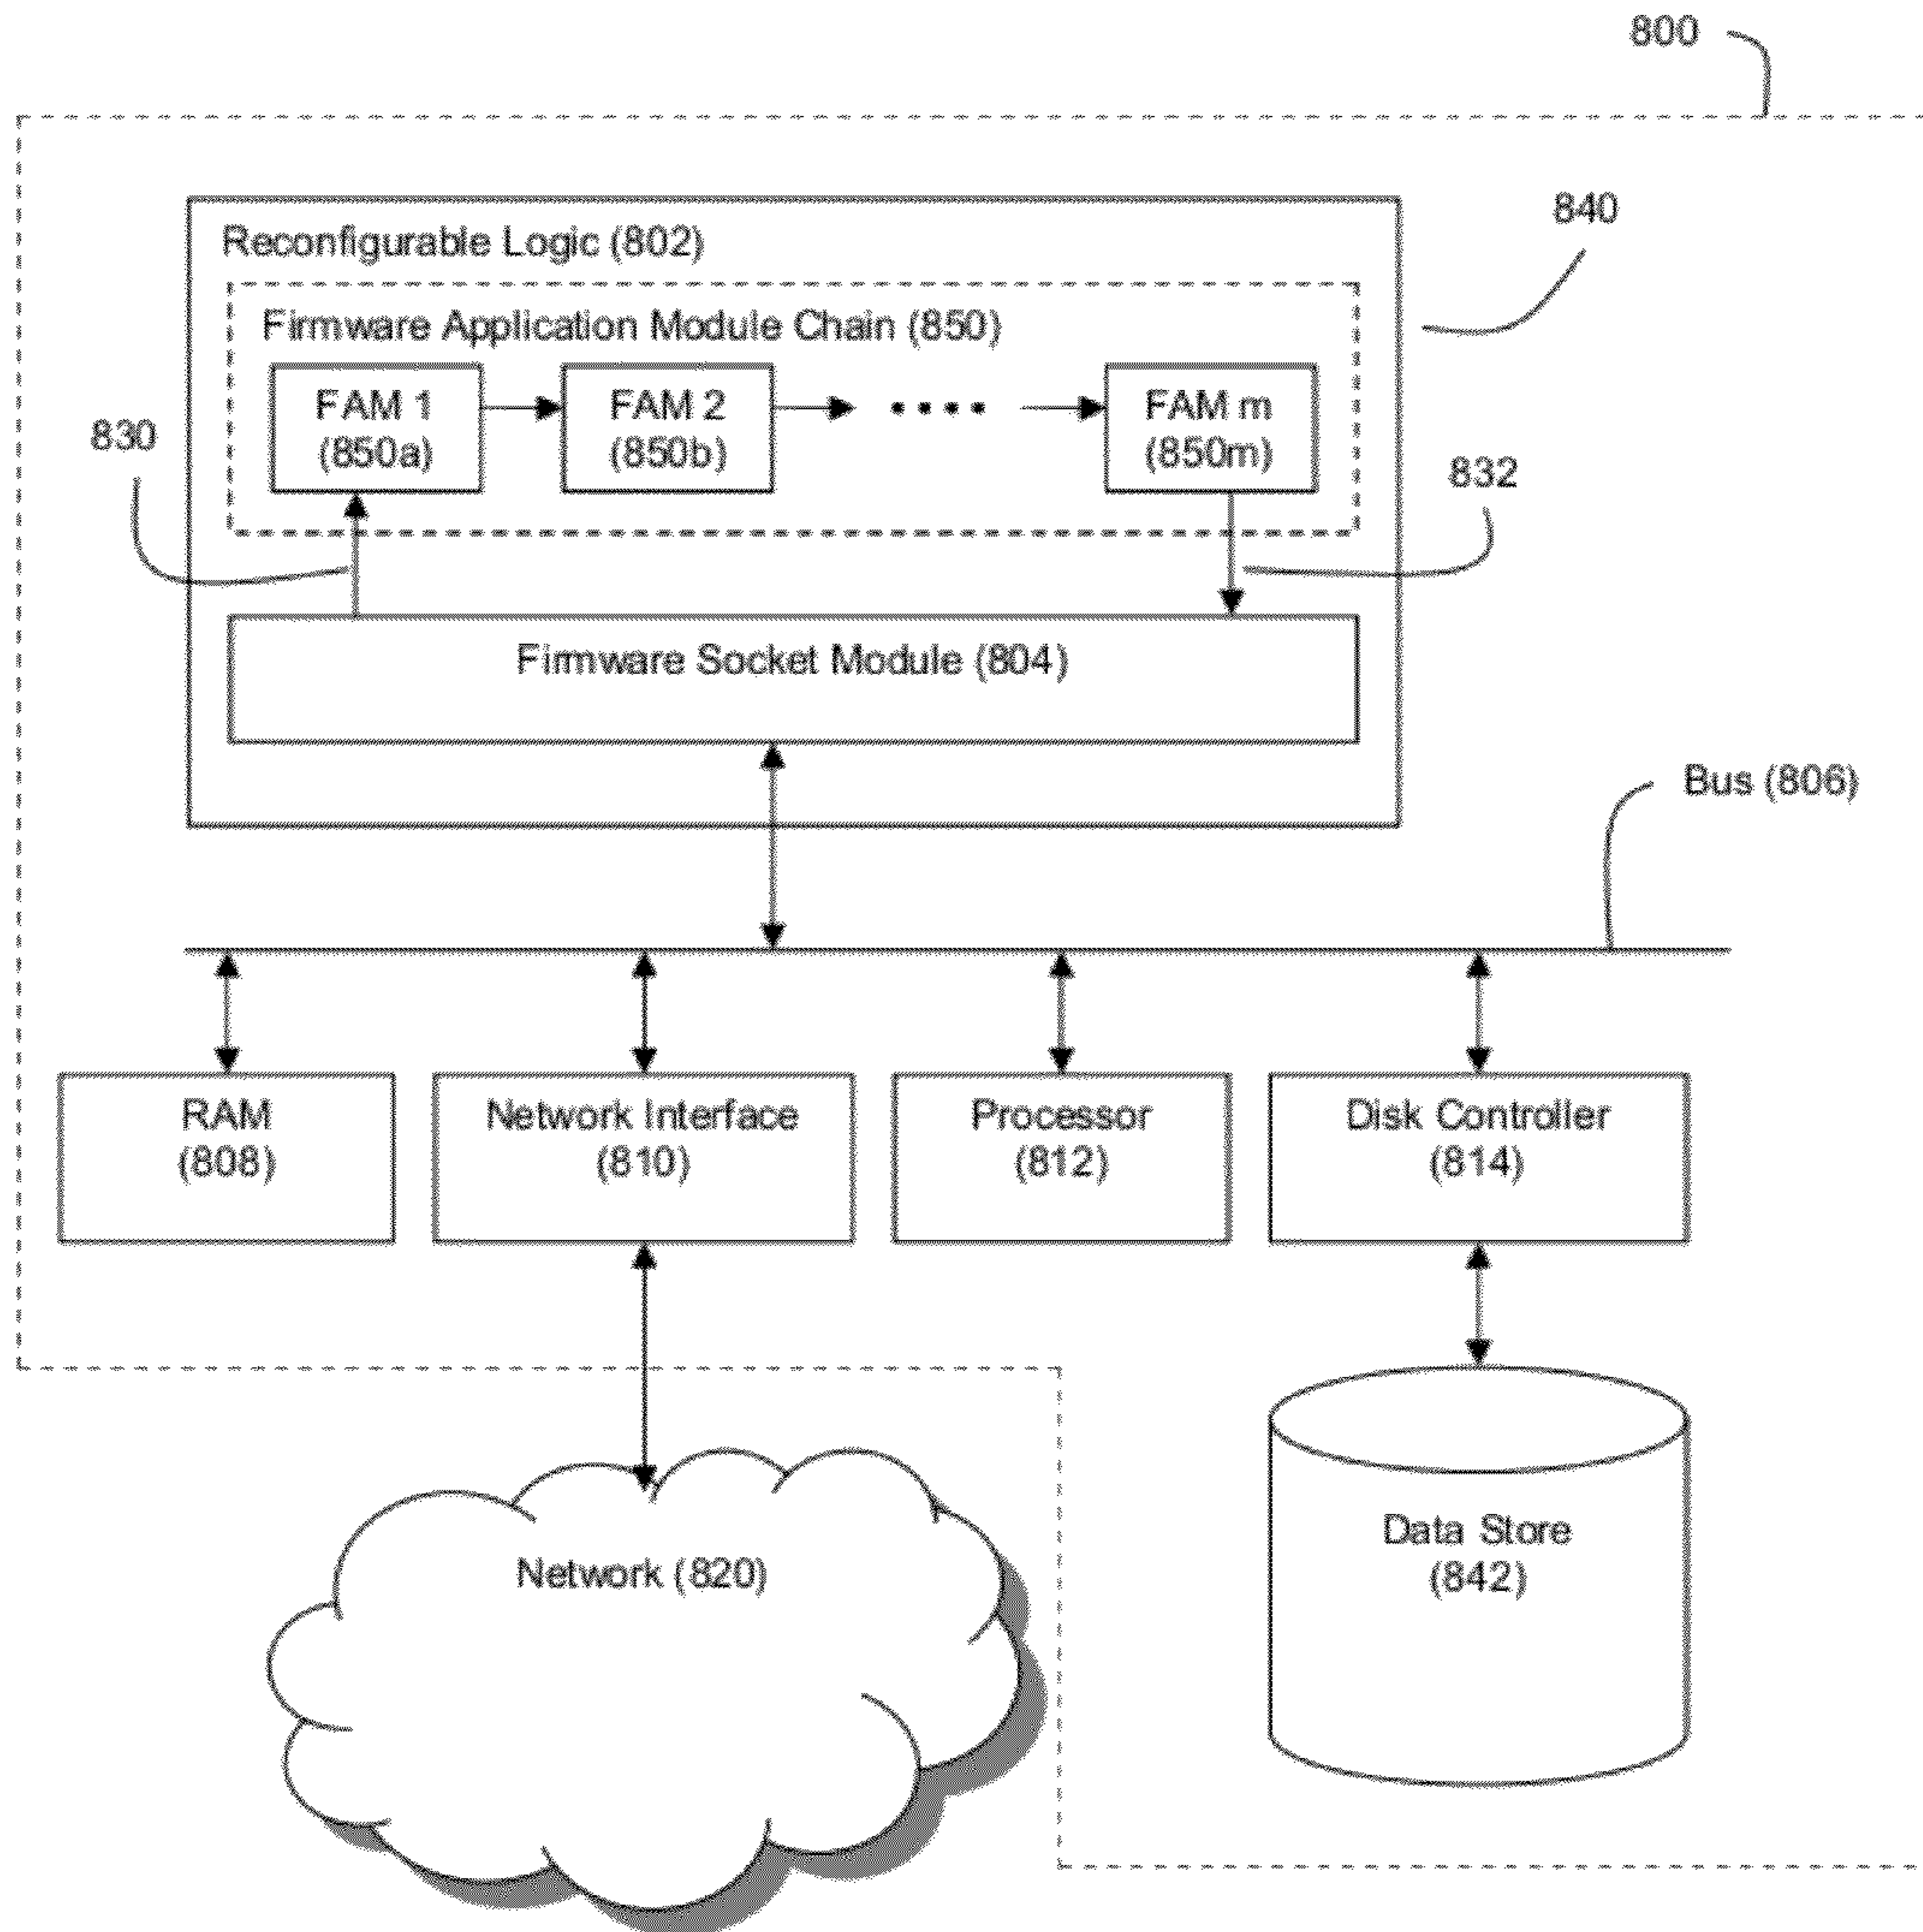 800
840
Reconfigurable Logic (802)
Firmware Application Module Chain (850)
FAM 1
(850a)
FAM 2
(850b)
FAM m
(850m)
830
832
Firmware Socket Module (804)
Bus (806)
RAM
(808)
Network Interface
(810)
Processor
(812)
Disk Controller
(814)
Network (820)
Data Store
(842)